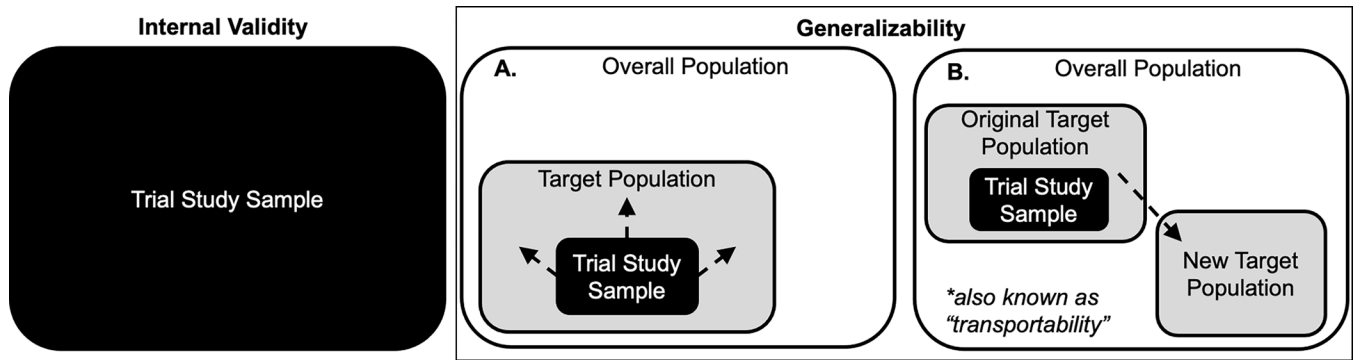 Internal Validity
Trial Study Sample
Generalizability
A.
Overall Population
Target Population
Trial Study
Sample
B.
Overall Population
Original Target
Population
Trial Study
Sample
New Target
Population
*also known as
“transportability”